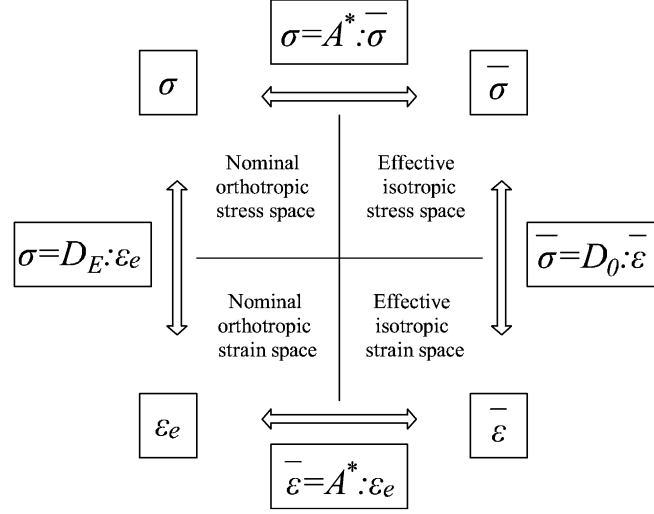 σ=A*:σ̄
σ
σ̄
Nominal
orthotropic
stress space
Effective
isotropic
stress space
σ=D_E:ε_e
σ̄=D_0:ε̄
Nominal
orthotropic
strain space
Effective
isotropic
strain space
ε_e
ε̄
ε̄=A*:ε_e